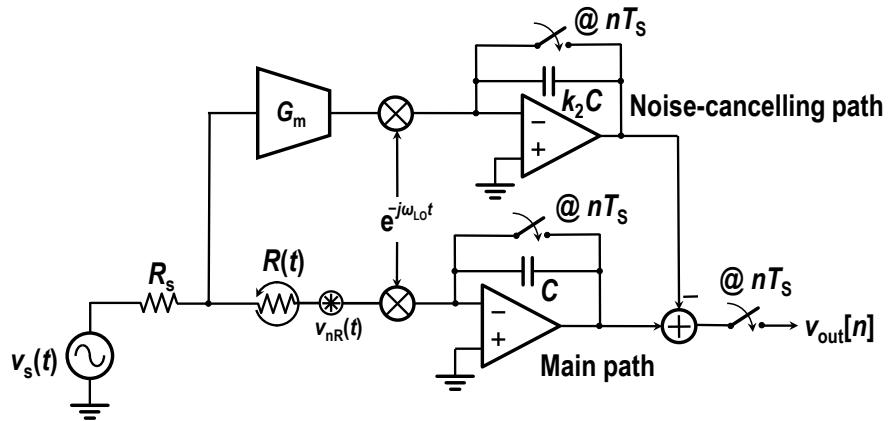 @ nTS
Gm
k2C
Noise-cancelling path
−
+
e−jωLOt
@ nTS
Rs
R(t)
C
@ nTS
vnR(t)
−
+
−
vs(t)
Main path
vout[n]